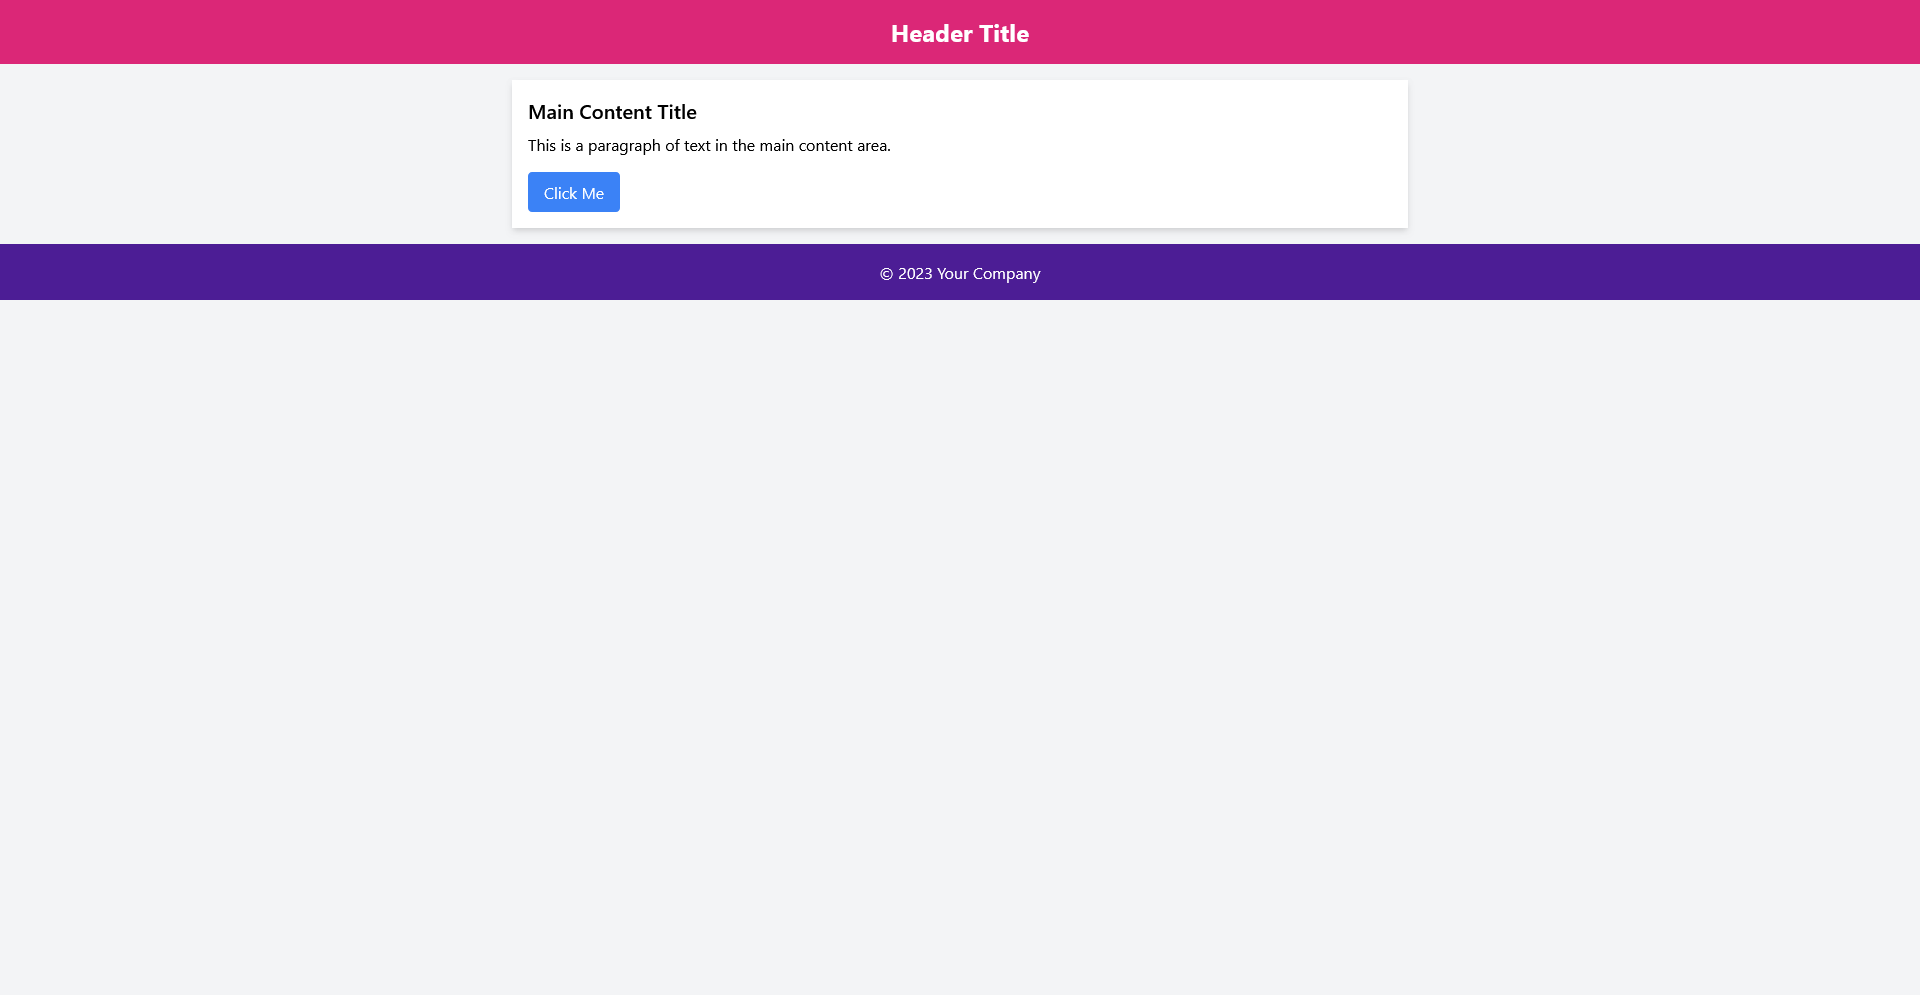 Header Title
Main Content Title
This is a paragraph of text in the main content area.
Click Me
© 2023 Your Company